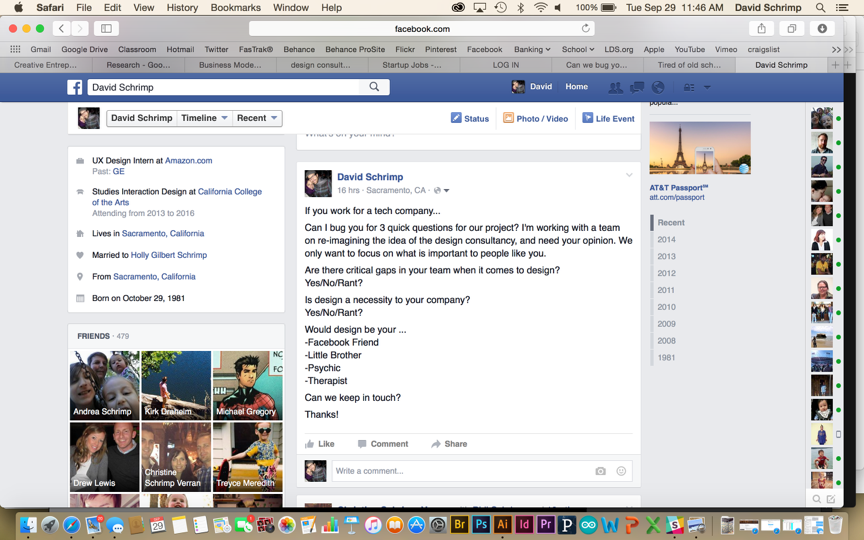 Safari File Edit View History Bookmarks Window Help 100% Tue Sep 29 11:46 AM David Schrimp
facebook.com
Gmail Google Drive Classroom Hotmail Twitter FasTrak® Behance Behance ProSite Flickr Pinterest Facebook Banking School LDS.org Apple YouTube Vimeo craigslist
Creative Entrep... Research - Goo... Business Mode... design consult... Startup Jobs -... LOG IN Can we bug yo... Tired of old sch... David Schrimp
David Schrimp
David Home
David Schrimp Timeline Recent
Status Photo / Video Life Event
What's on your mind?
popula...
UX Design Intern at Amazon.com
Past: GE
Studies Interaction Design at California College
of the Arts
Attending from 2013 to 2016
Lives in Sacramento, California
Married to Holly Gilbert Schrimp
From Sacramento, California
Born on October 29, 1981
FRIENDS · 479
Andrea Schrimp
Kirk Draheim
Michael Gregory
Drew Lewis
Christine
Schrimp Verran
Treyce Meredith
David Schrimp
16 hrs · Sacramento, CA ·
If you work for a tech company...
Can I bug you for 3 quick questions for our project? I'm working with a team
on re-imagining the idea of the design consultancy, and need your opinion. We
only want to focus on what is important to people like you.
Are there critical gaps in your team when it comes to design?
Yes/No/Rant?
Is design a necessity to your company?
Yes/No/Rant?
Would design be your ...
-Facebook Friend
-Little Brother
-Psychic
-Therapist
Can we keep in touch?
Thanks!
Like Comment Share
Write a comment...
AT&T Passport℠
att.com/passport
Recent
2014
2013
2012
2011
2010
2009
2008
1981
29
Br Ps Ai Id Pr P W P X S